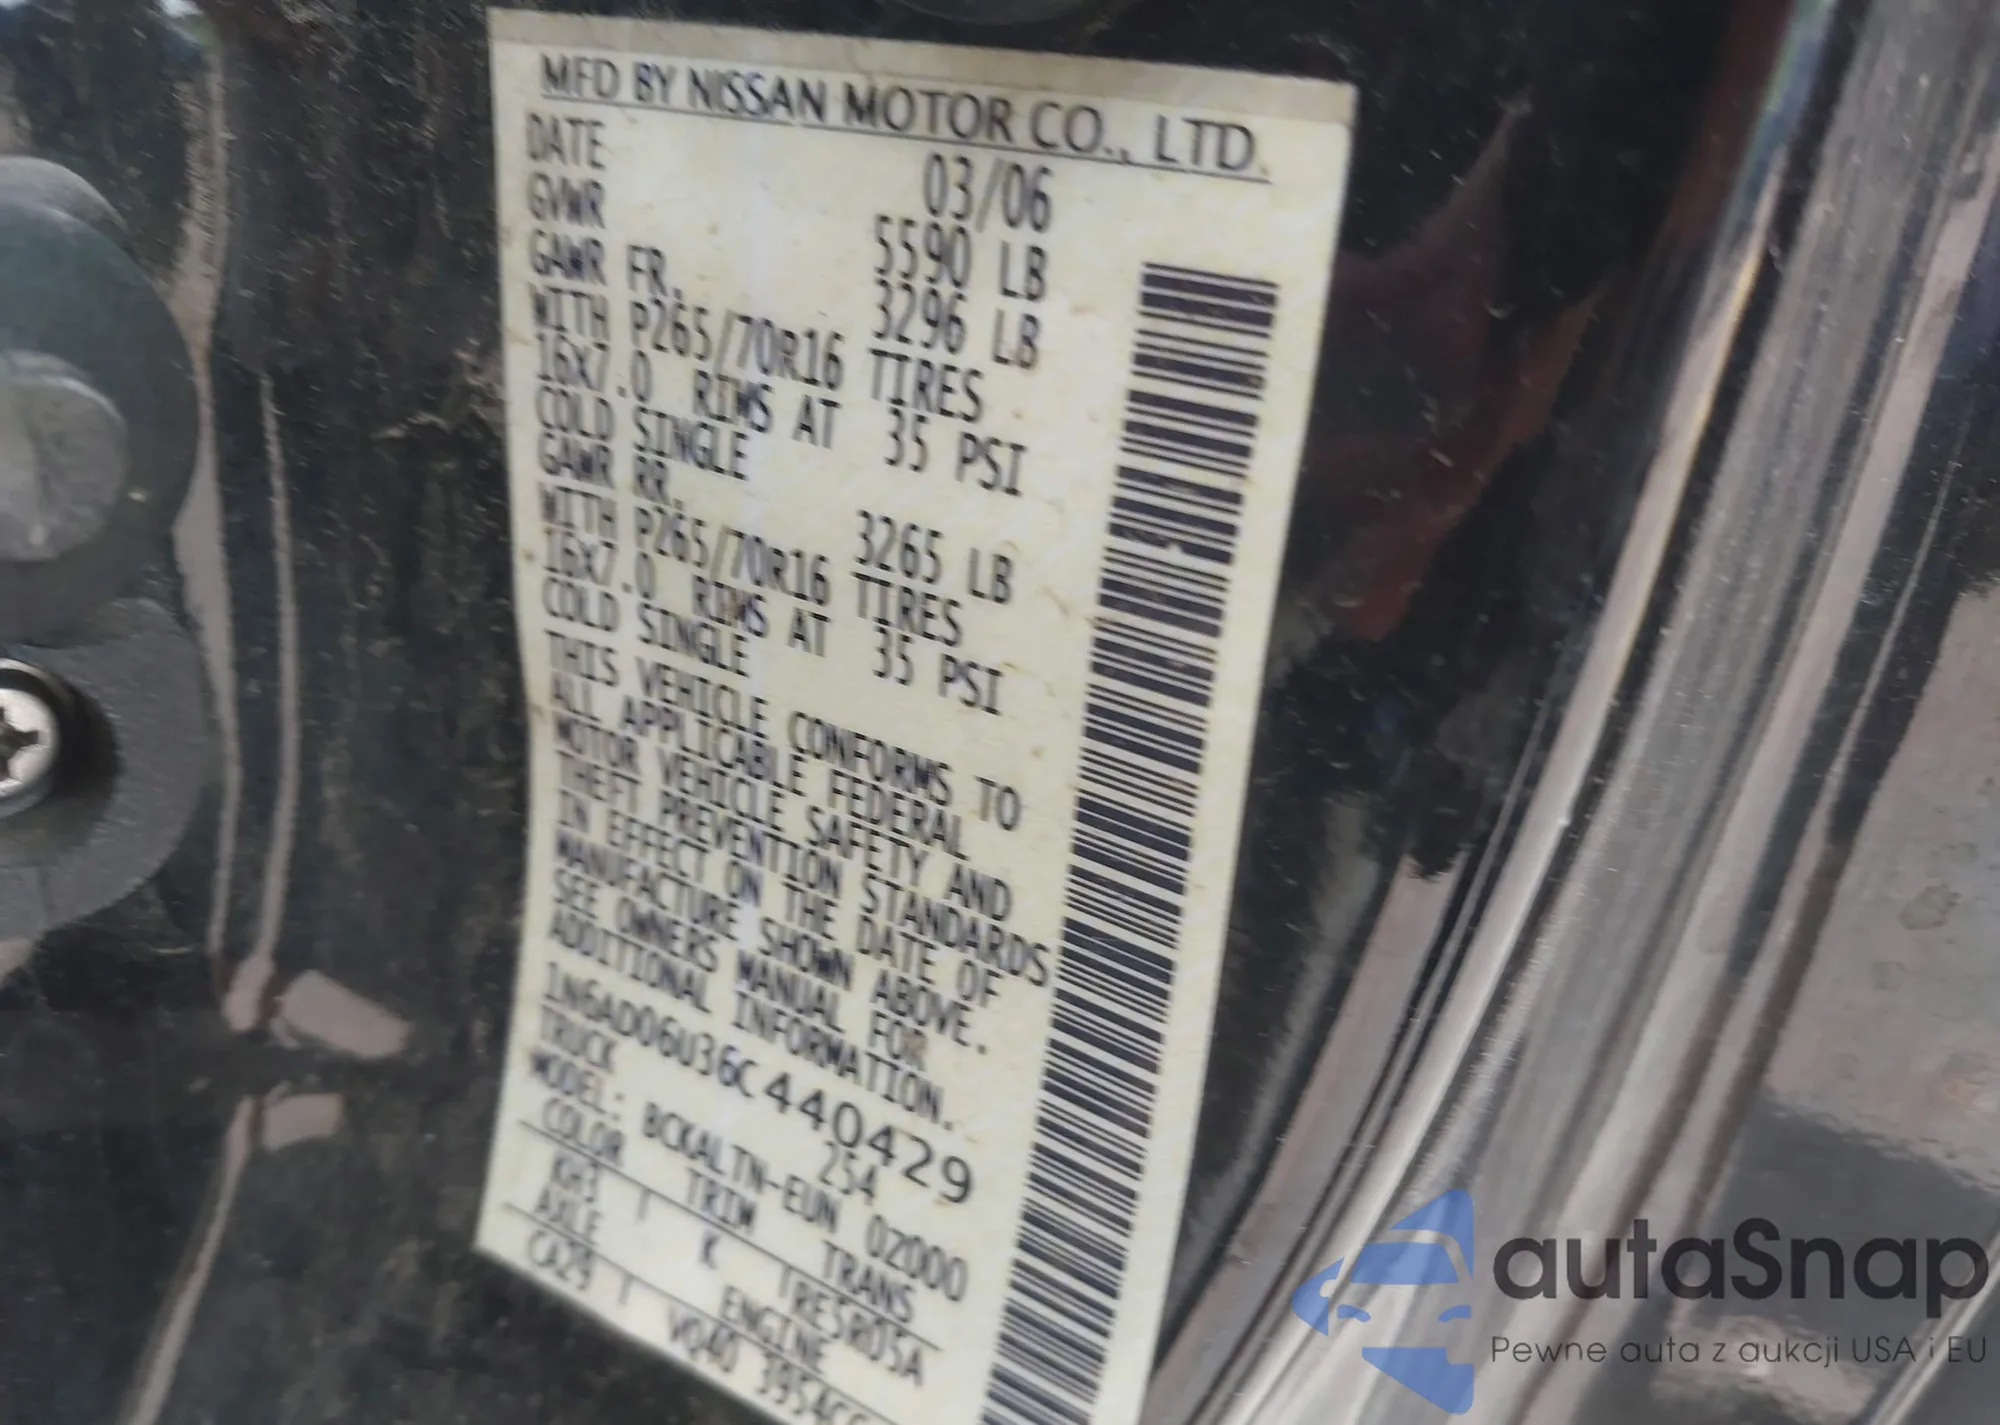 MFD BY NISSAN MOTOR CO., LTD.
DATE 03/06
GVWR 5590 LB
GAWR FR. 3296 LB
WITH P265/70R16 TIRES
16X7.0 RIMS AT 35 PSI
COLD SINGLE
GAWR RR. 3265 LB
WITH P265/70R16 TIRES
16X7.0 RIMS AT 35 PSI
COLD SINGLE
THIS VEHICLE CONFORMS TO
ALL APPLICABLE FEDERAL
MOTOR VEHICLE SAFETY AND
THEFT PREVENTION STANDARDS
IN EFFECT ON THE DATE OF
MANUFACTURE SHOWN ABOVE.
SEE OWNERS MANUAL FOR
ADDITIONAL INFORMATION.
1N6AD06U36C440429
TRUCK 254
MODEL: BCKALTN-EUN 02000
COLOR TRIM TRANS
KH3 K TRE5R05A
AXLE ENGINE
CA29 VQ40 3954CC
autaSnap
Pewne auta z aukcji USA i EU